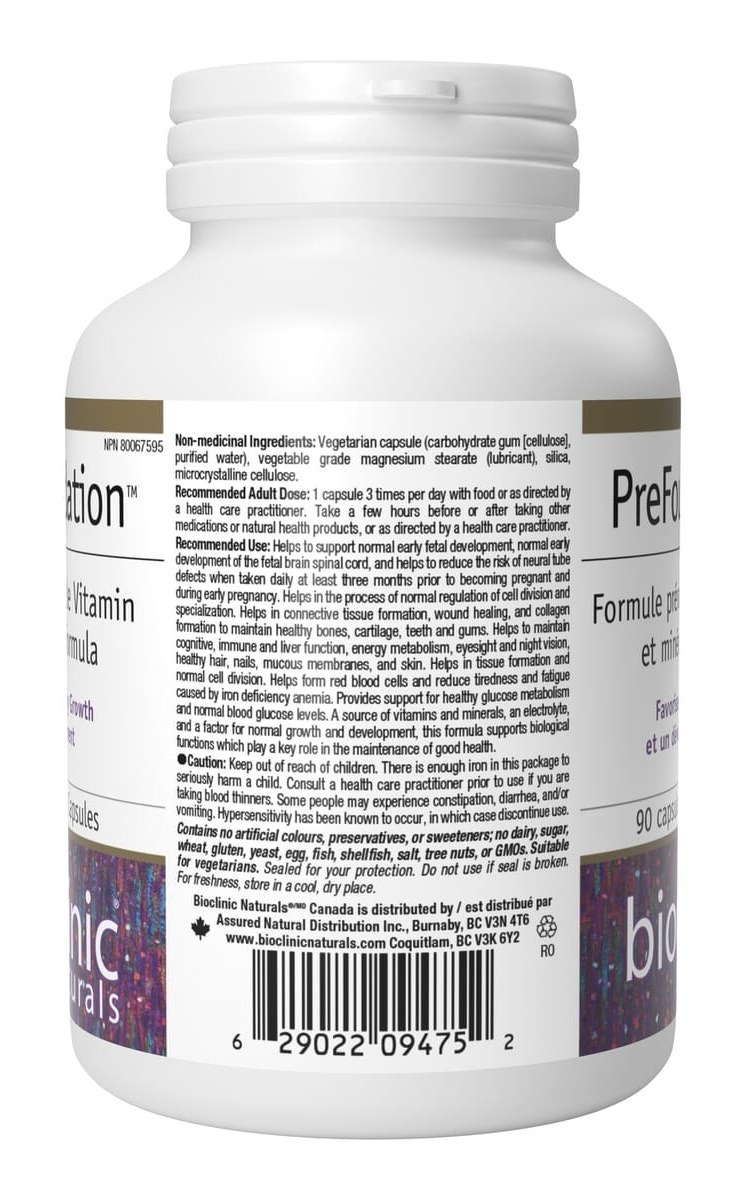 NPN 80067595
lation™
e Vitamin
rmula
Growth
ent
apsules
nic®
urals
Non-medicinal Ingredients: Vegetarian capsule (carbohydrate gum [cellulose],
purified water), vegetable grade magnesium stearate (lubricant), silica,
microcrystalline cellulose.
Recommended Adult Dose: 1 capsule 3 times per day with food or as directed by
a health care practitioner. Take a few hours before or after taking other
medications or natural health products, or as directed by a health care practitioner.
Recommended Use: Helps to support normal early fetal development, normal early
development of the fetal brain spinal cord, and helps to reduce the risk of neural tube
defects when taken daily at least three months prior to becoming pregnant and
during early pregnancy. Helps in the process of normal regulation of cell division and
specialization. Helps in connective tissue formation, wound healing, and collagen
formation to maintain healthy bones, cartilage, teeth and gums. Helps to maintain
cognitive, immune and liver function, energy metabolism, eyesight and night vision,
healthy hair, nails, mucous membranes, and skin. Helps in tissue formation and
normal cell division. Helps form red blood cells and reduce tiredness and fatigue
caused by iron deficiency anemia. Provides support for healthy glucose metabolism
and normal blood glucose levels. A source of vitamins and minerals, an electrolyte,
and a factor for normal growth and development, this formula supports biological
functions which play a key role in the maintenance of good health.
●Caution: Keep out of reach of children. There is enough iron in this package to
seriously harm a child. Consult a health care practitioner prior to use if you are
taking blood thinners. Some people may experience constipation, diarrhea, and/or
vomiting. Hypersensitivity has been known to occur, in which case discontinue use.
Contains no artificial colours, preservatives, or sweeteners; no dairy, sugar,
wheat, gluten, yeast, egg, fish, shellfish, salt, tree nuts, or GMOs. Suitable
for vegetarians. Sealed for your protection. Do not use if seal is broken.
For freshness, store in a cool, dry place.
Bioclinic Naturals®/MD Canada is distributed by / est distribué par
Assured Natural Distribution Inc., Burnaby, BC V3N 4T6
www.bioclinicnaturals.com Coquitlam, BC V3K 6Y2
R0
6 29022 09475 2
PreFo
Formule pré
et miné
Favoris
et un dé
90 capsu
bio